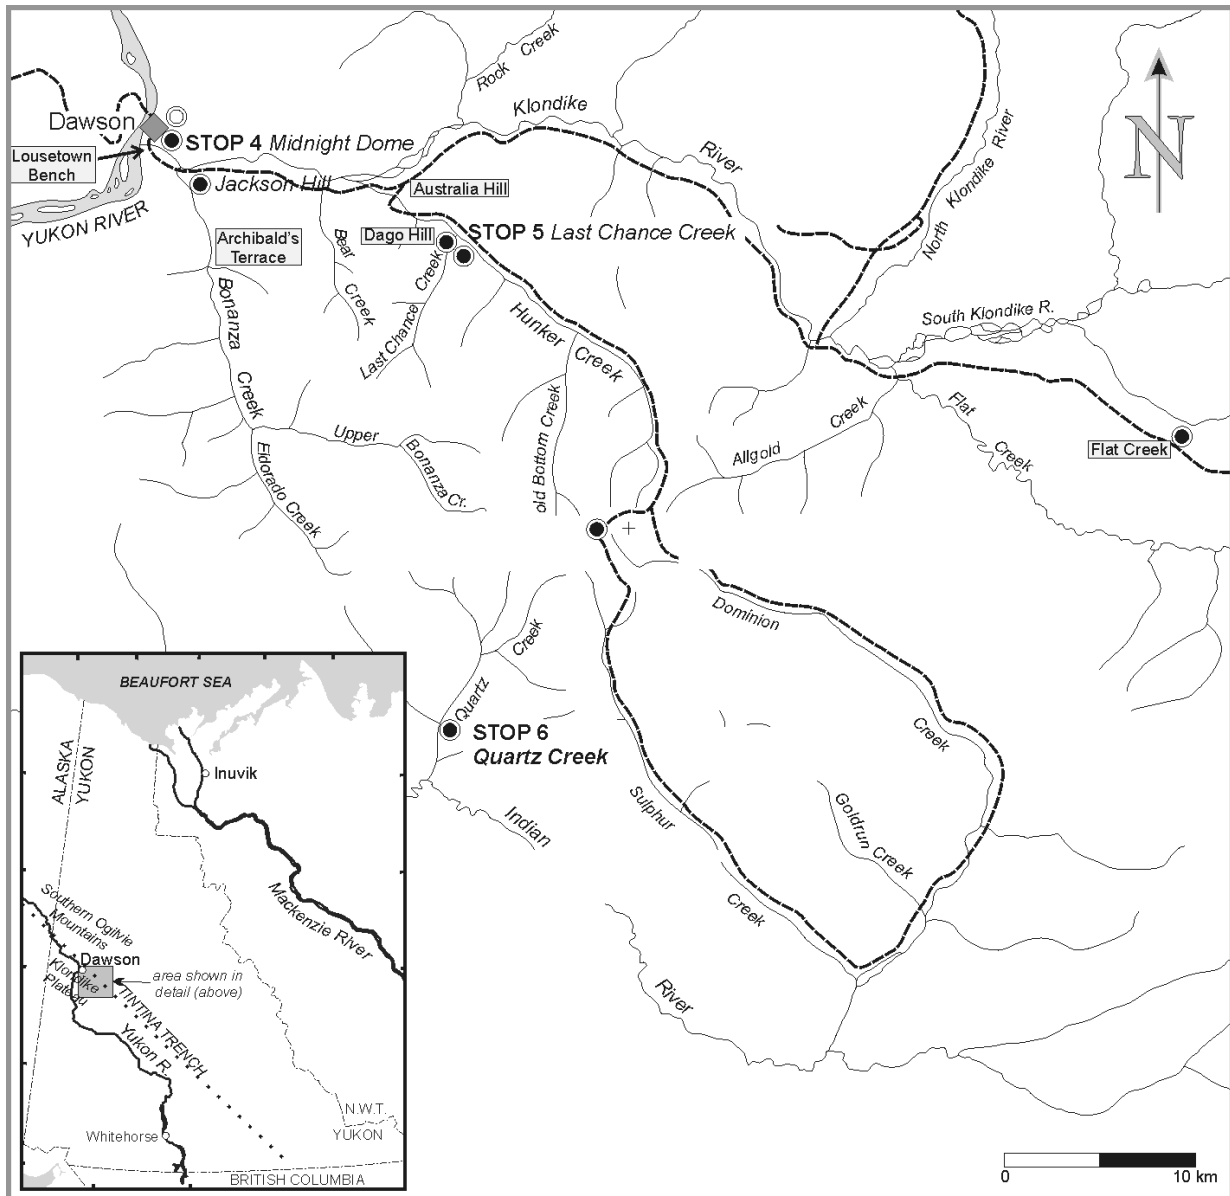 Rock Creek
Klondike
River
North Klondike River
N
Dawson
STOP 4 Midnight Dome
Lousetown
Bench
Jackson Hill
Australia Hill
YUKON RIVER
Archibald's
Terrace
Dago Hill
STOP 5 Last Chance Creek
Bear
Creek
Last Chance
Creek
Bonanza
Creek
Hunker
Creek
South Klondike R.
Flat
Creek
Flat Creek
Allgold
Creek
old Bottom Creek
Upper
Bonanza Cr.
Eldorado Creek
Dominion
Creek
Quartz
Creek
STOP 6
Quartz Creek
Indian
River
Sulphur
Creek
Goldrun
Creek
BEAUFORT SEA
ALASKA
YUKON
Inuvik
Mackenzie River
Southern Ogilvie
Mountains
Dawson
Klondike
Plateau
area shown in
detail (above)
TINTINA TRENCH
Yukon R.
Whitehorse
N.W.T.
YUKON
BRITISH COLUMBIA
0
10 km